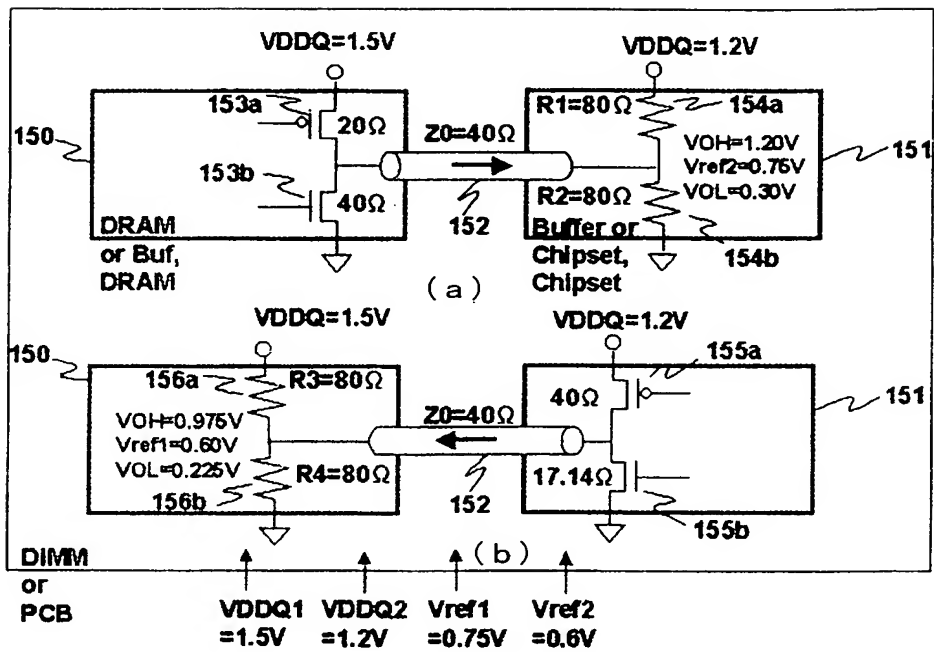 VDDQ=1.5V
VDDQ=1.2V
153a
R1=80Ω
154a
150
20Ω
Z0=40Ω
VOH=1.20V
151
153b
Vref2=0.75V
R2=80Ω
VOL=0.30V
40Ω
152
DRAM
or Buf,
DRAM
Buffer or
Chipset,
Chipset
154b
(a)
VDDQ=1.5V
VDDQ=1.2V
150
155a
156a
R3=80Ω
40Ω
151
VOH=0.975V
Z0=40Ω
Vref1=0.60V
VOL=0.225V
R4=80Ω
17.14Ω
156b
152
155b
(b)
DIMM
or
PCB
VDDQ1
=1.5V
VDDQ2
=1.2V
Vref1
=0.75V
Vref2
=0.6V